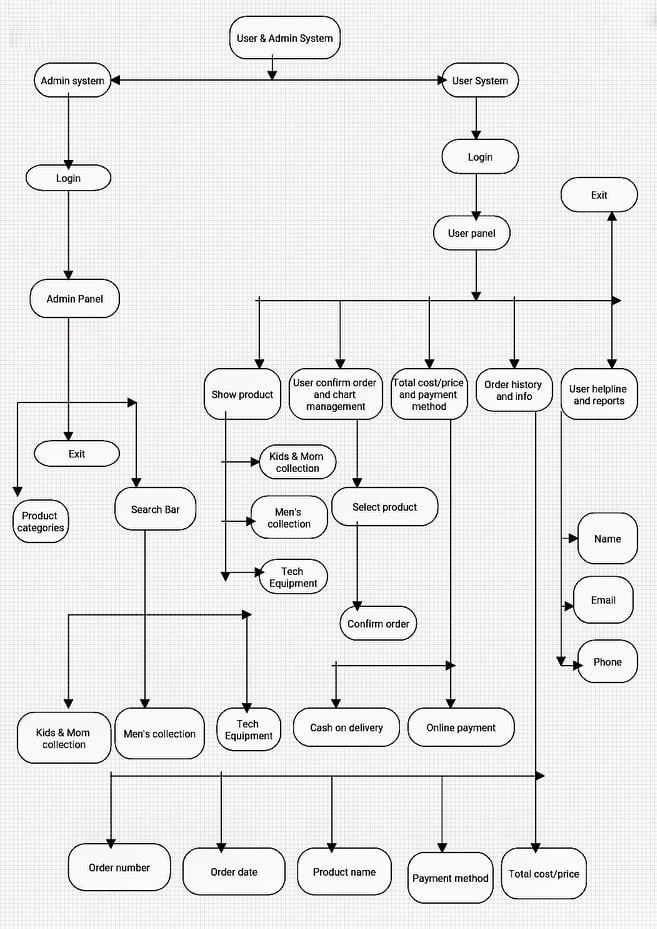 User & Admin System
Admin system
User System
Login
Login
Exit
User panel
Admin Panel
Show product
User confirm order
and chart
management
Total cost/price
and payment
method
Order history
and info
User helpline
and reports
Exit
Kids & Mom
collection
Product
categories
Search Bar
Men's
collection
Select product
Name
Tech
Equipment
Email
Confirm order
Phone
Kids & Mom
collection
Men's collection
Tech
Equipment
Cash on delivery
Online payment
Order number
Order date
Product name
Payment method
Total cost/price